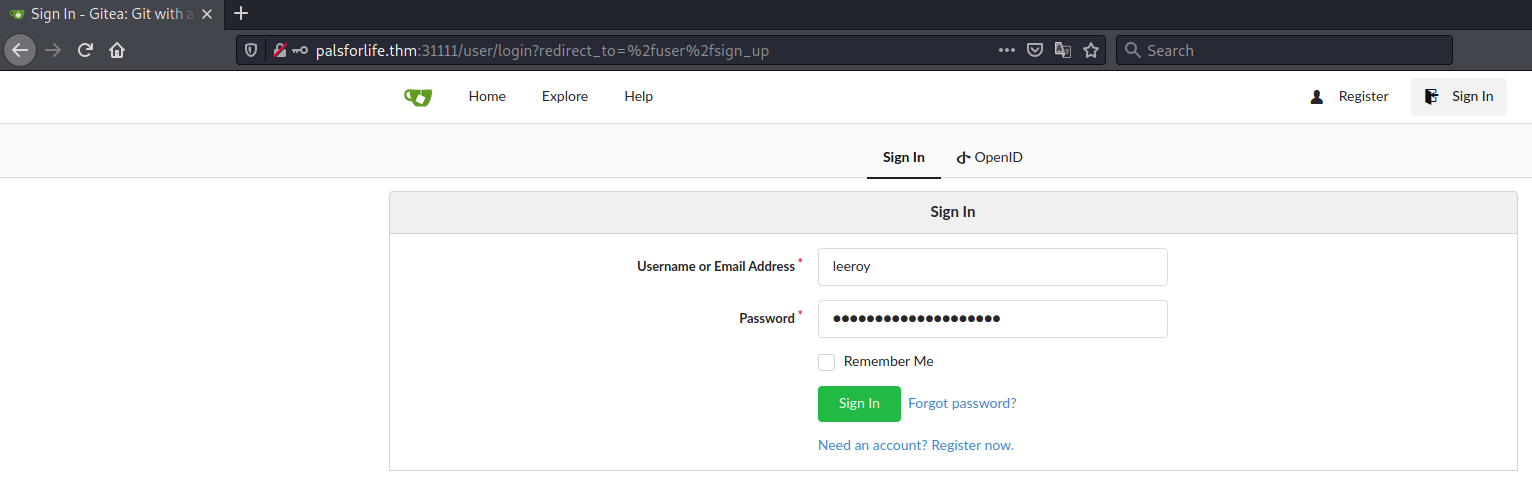 Sign In - Gitea: Git with a
palsforlife.thm:31111/user/login?redirect_to=%2fuser%2fsign_up
Search
Home Explore Help Register Sign In
Sign In OpenID
Sign In
Username or Email Address* leeroy
Password* ●●●●●●●●●●●●●●●●●●●●
Remember Me
Sign In Forgot password?
Need an account? Register now.